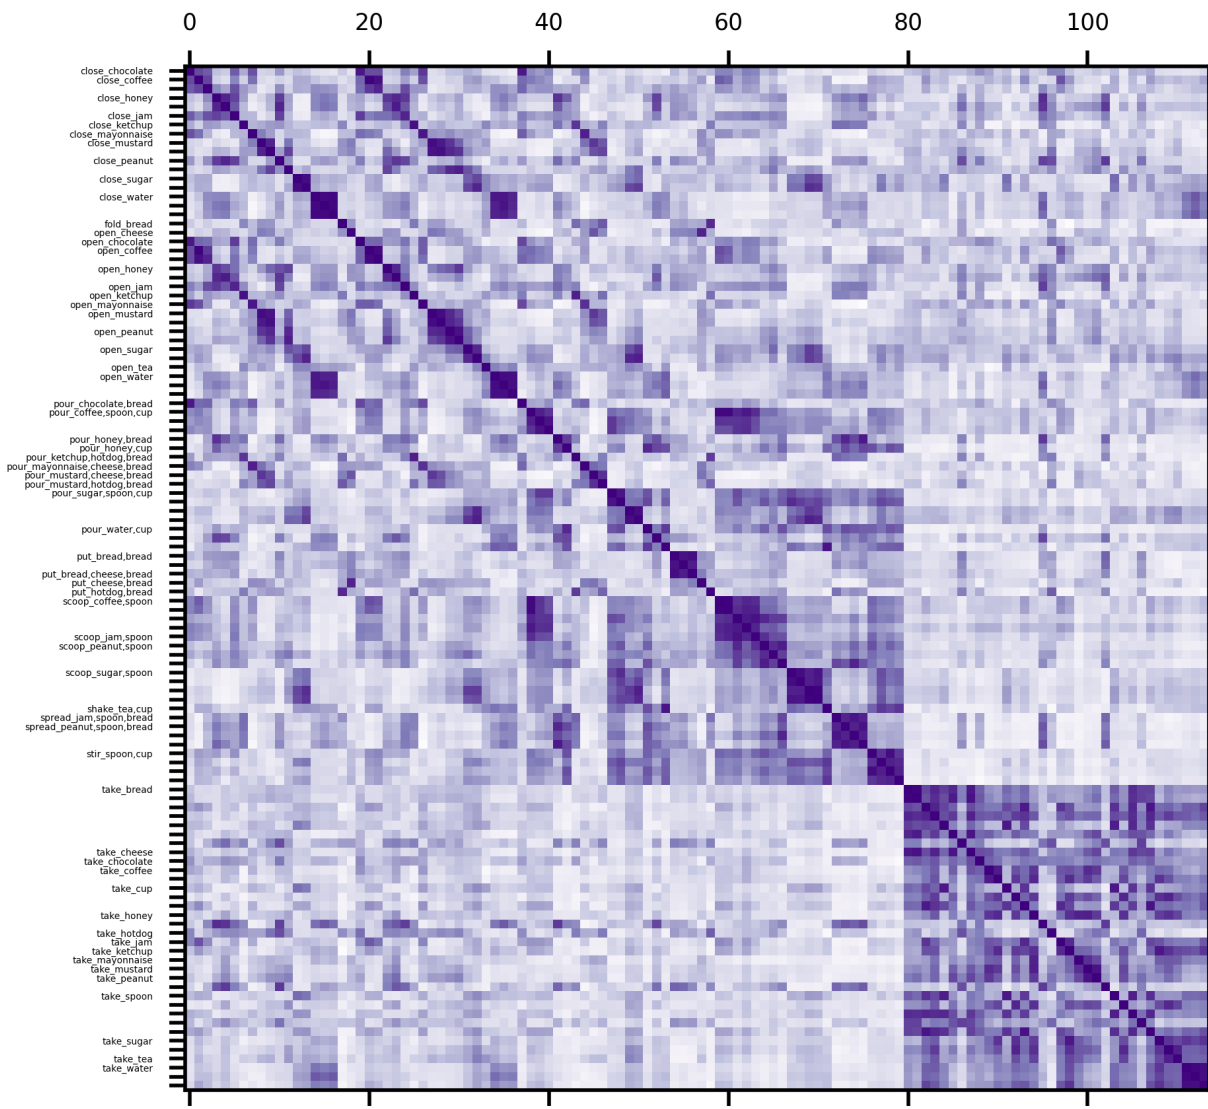 0 20 40 60 80 100
close_chocolate
close_coffee
close_honey
close_jam
close_ketchup
close_mayonnaise
close_mustard
close_peanut
close_sugar
close_water
fold_bread
open_cheese
open_chocolate
open_coffee
open_honey
open_jam
open_ketchup
open_mayonnaise
open_mustard
open_peanut
open_sugar
open_tea
open_water
pour_chocolate,bread
pour_coffee,spoon,cup
pour_honey,bread
pour_honey,cup
pour_ketchup,hotdog,bread
pour_mayonnaise,cheese,bread
pour_mustard,cheese,bread
pour_mustard,hotdog,bread
pour_sugar,spoon,cup
pour_water,cup
put_bread,bread
put_bread,cheese,bread
put_cheese,bread
put_hotdog,bread
scoop_coffee,spoon
scoop_jam,spoon
scoop_peanut,spoon
scoop_sugar,spoon
shake_tea,cup
spread_jam,spoon,bread
spread_peanut,spoon,bread
stir_spoon,cup
take_bread
take_cheese
take_chocolate
take_coffee
take_cup
take_honey
take_hotdog
take_jam
take_ketchup
take_mayonnaise
take_mustard
take_peanut
take_spoon
take_sugar
take_tea
take_water